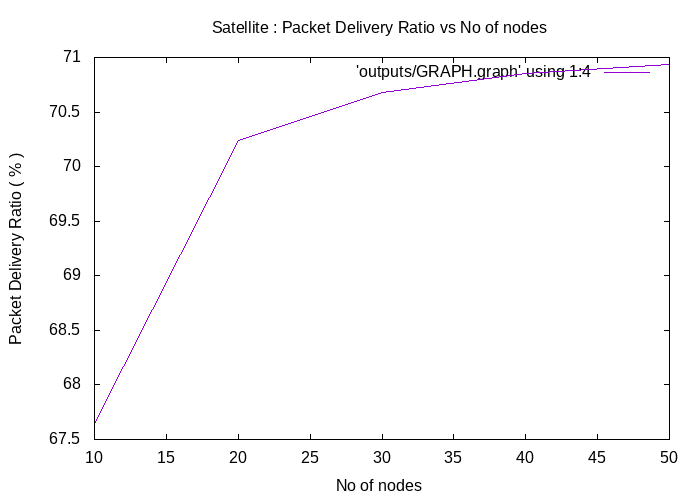 Satellite : Packet Delivery Ratio vs No of nodes
71
'outputs/GRAPH.graph' using 1:4
70.5
70
69.5
69
68.5
68
67.5
Packet Delivery Ratio ( % )
10 15 20 25 30 35 40 45 50
No of nodes